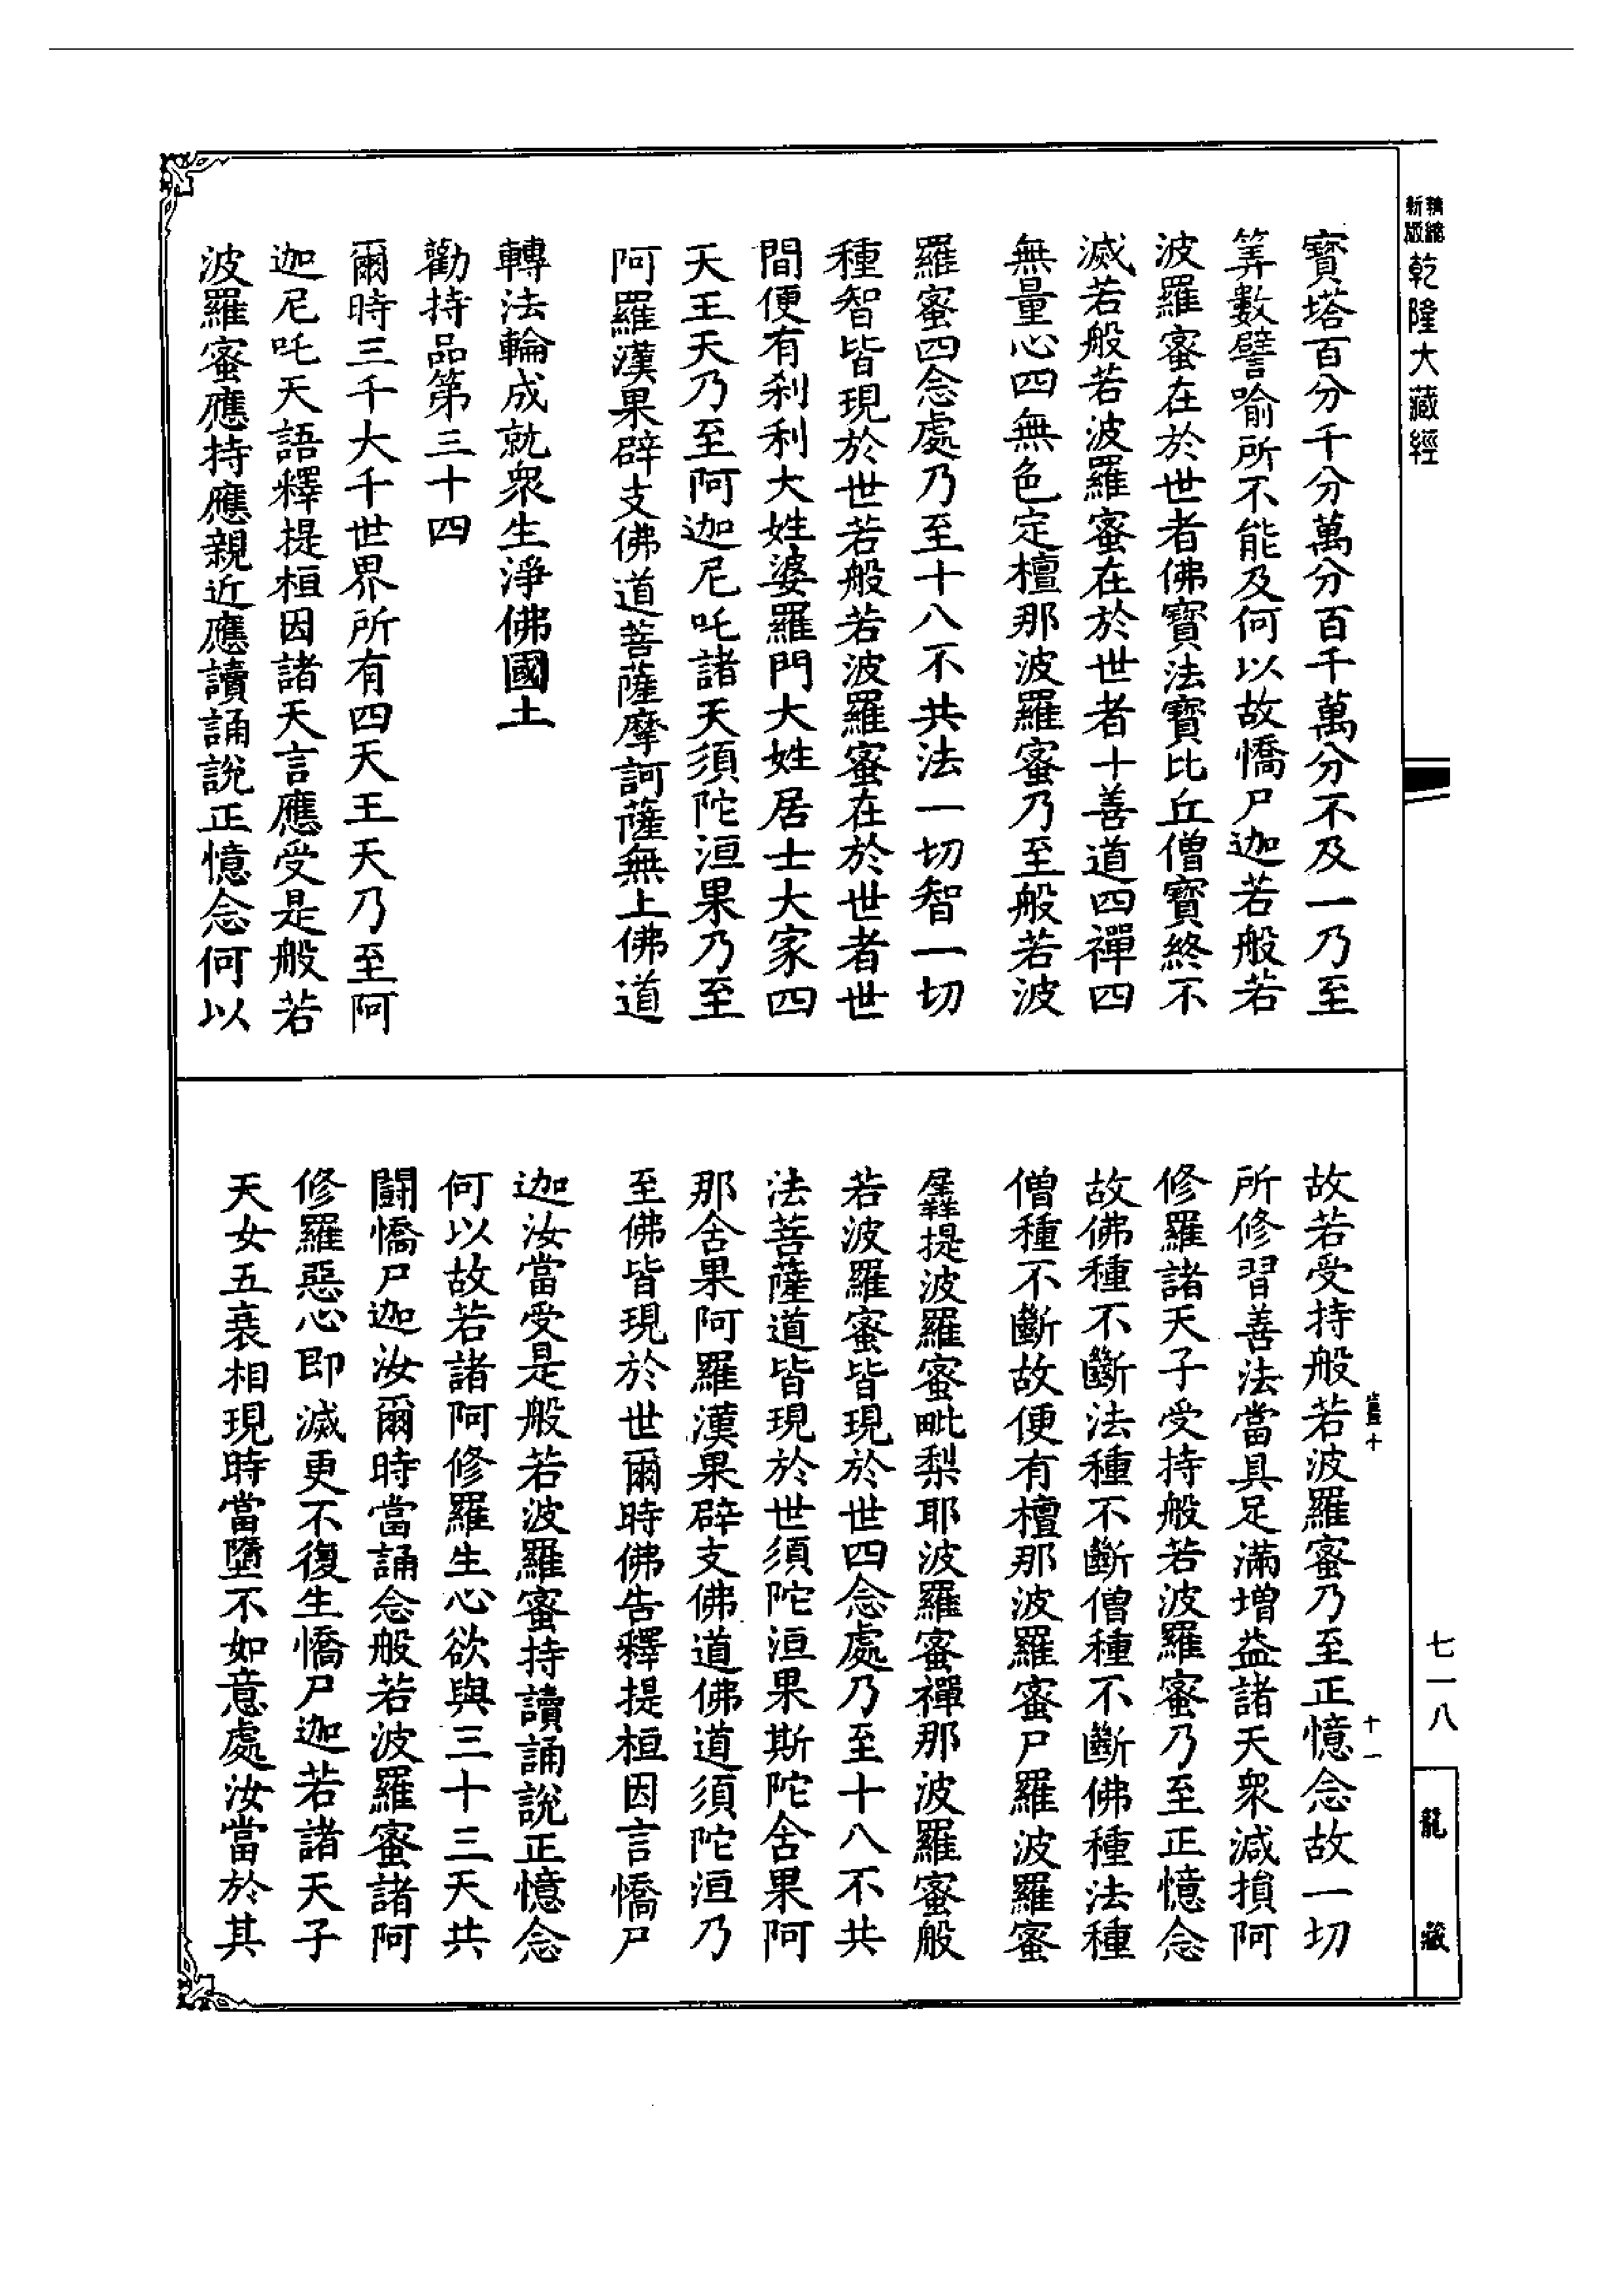 新版 精縮 乾隆大藏經
寶塔百分千分萬分百千萬分不及一乃至
筭數譬喻所不能及何以故憍尸迦若般若
波羅蜜在於世者佛寶法寶比丘僧寶終不
滅若般若波羅蜜在於世者十善道四禪四
無量心四無色定檀那波羅蜜乃至般若波
羅蜜四念處乃至十八不共法一切智一切
種智皆現於世若般若波羅蜜在於世者世
間便有刹利大姓婆羅門大姓居士大家四
天王天乃至阿迦尼吒諸天須陀洹果乃至
阿羅漢果辟支佛道菩薩摩訶薩無上佛道
轉法輪成就衆生淨佛國土
勸持品第三十四
爾時三千大千世界所有四天王天乃至阿
迦尼吒天語釋提桓因諸天言應受是般若
波羅蜜應持應親近應讀誦說正憶念何以
故若受持般若波羅蜜乃至正憶念故一切
所修習善法當具足滿增益諸天衆減損阿
修羅諸天子受持般若波羅蜜乃至正憶念
故佛種不斷法種不斷僧種不斷佛種法種
僧種不斷故便有檀那波羅蜜尸羅波羅蜜
羼提波羅蜜毗梨耶波羅蜜禪那波羅蜜般
若波羅蜜皆現於世四念處乃至十八不共
法菩薩道皆現於世須陀洹果斯陀含果阿
那含果阿羅漢果辟支佛道佛道須陀洹乃
至佛皆現於世爾時佛告釋提桓因言憍尸
迦汝當受是般若波羅蜜持讀誦說正憶念
何以故若諸阿修羅生心欲與三十三天共
鬪憍尸迦汝爾時當誦念般若波羅蜜諸阿
修羅惡心即滅更不復生憍尸迦若諸天子
天女五衰相現時當墮不如意處汝當於其
十
十一
七一八
龍藏